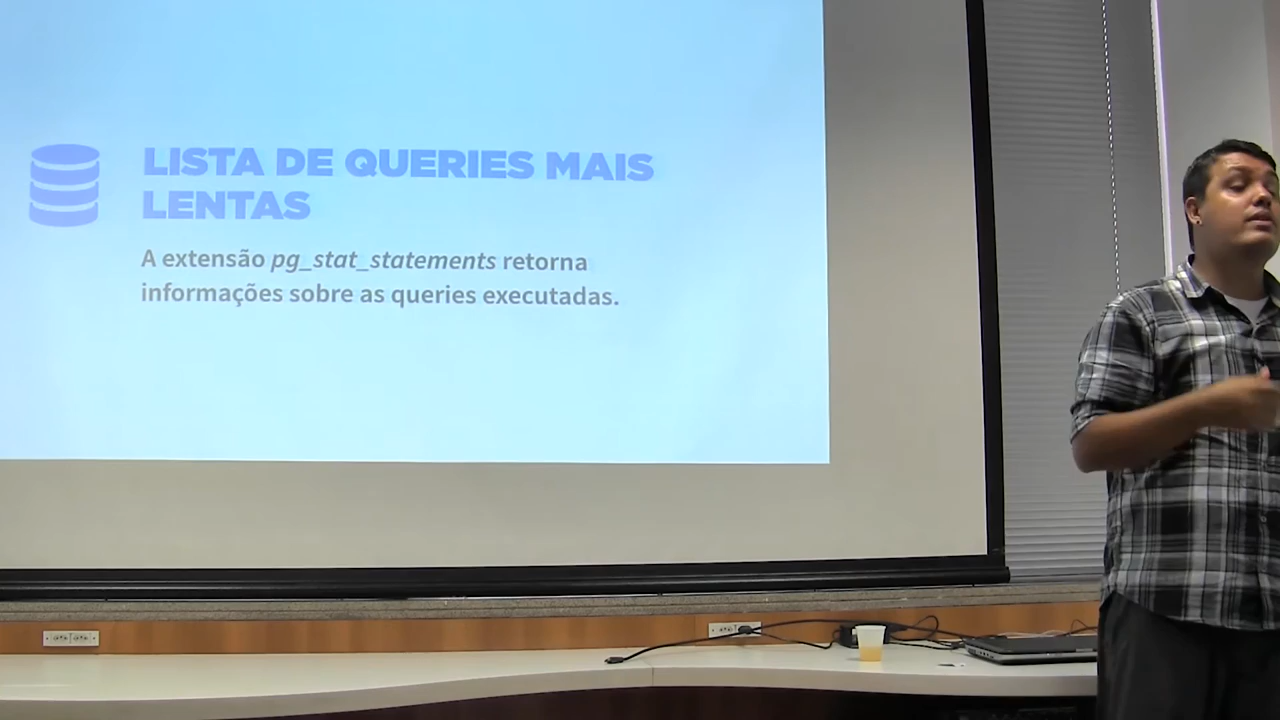 LISTA DE QUERIES MAIS
LENTAS
A extensão pg_stat_statements retorna
informações sobre as queries executadas.